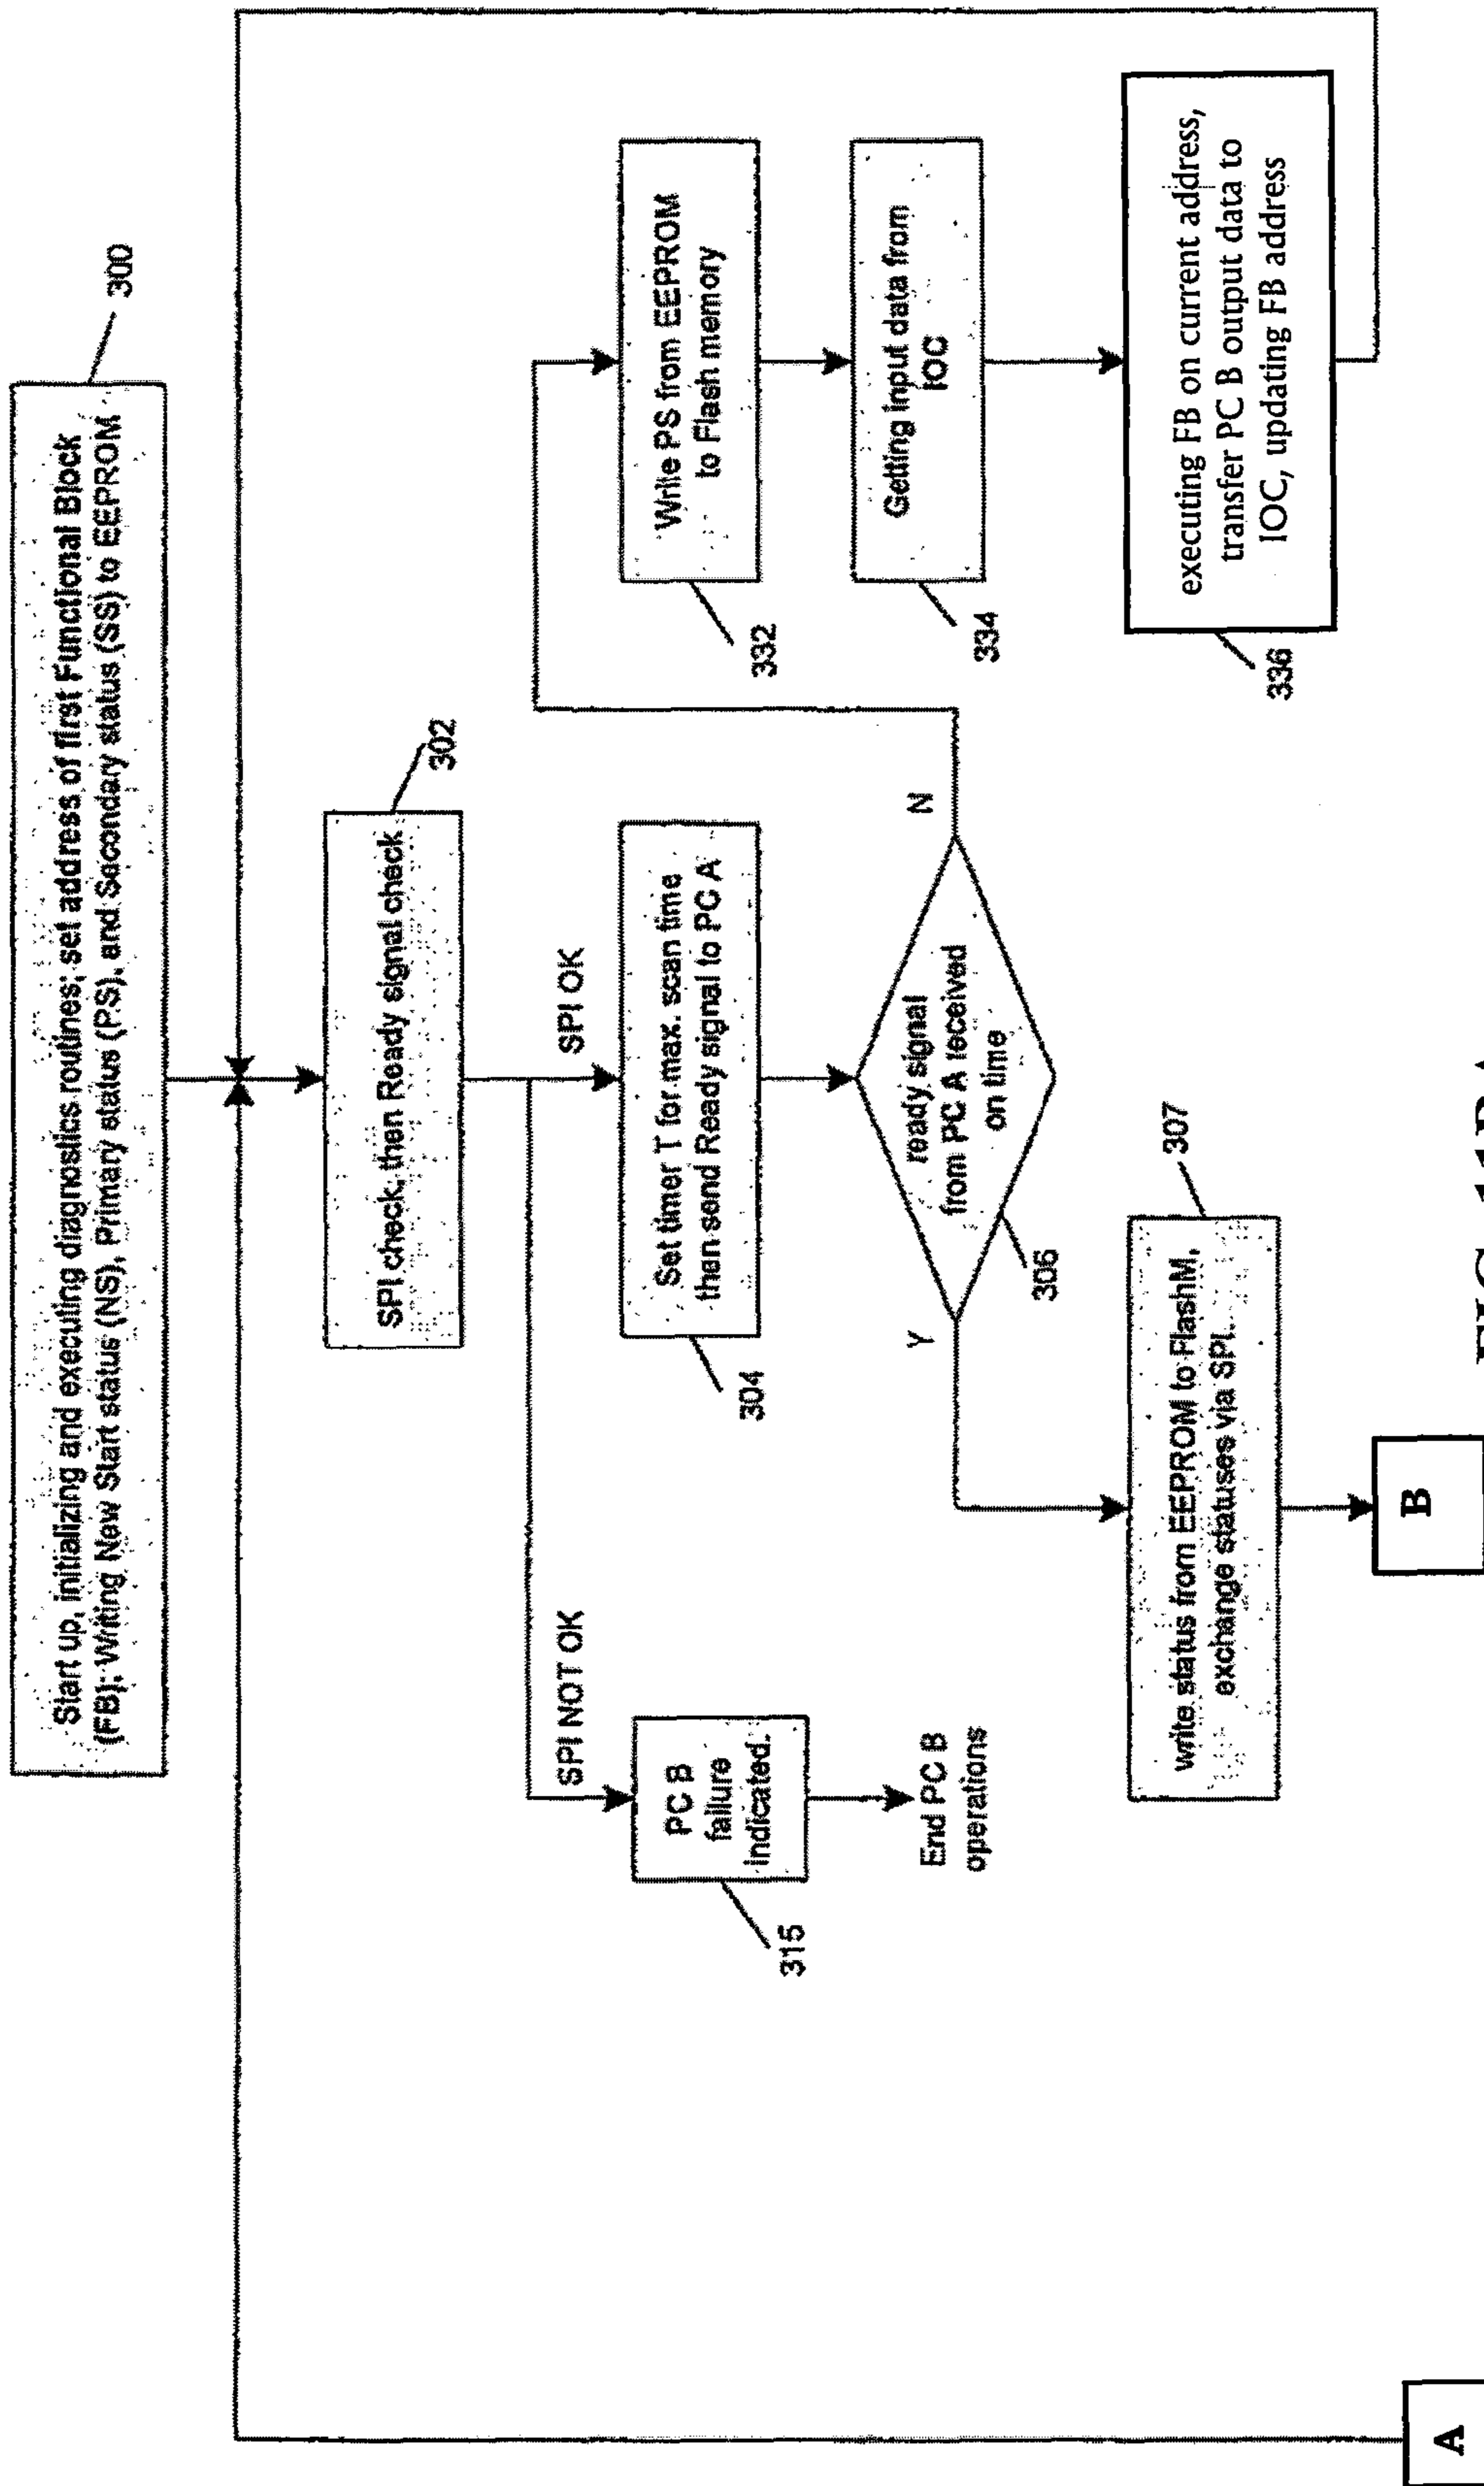 300
Start up, initializing and executing diagnostics routines; set address of first Functional Block
(FB); Writing New Start status (NS), Primary status (PS), and Secondary status (SS) to EEPROM
302
SPI check, then Ready signal check
SPI NOT OK
SPI OK
315
PC B
failure
indicated.
End PC B
operations
304
Set timer T for max. scan time
then send Ready signal to PC A
306
ready signal
from PC A received
on time
Y
N
332
Write PS from EEPROM
to Flash memory
334
Getting input data from
IOC
336
executing FB on current address,
transfer PC B output data to
IOC, updating FB address
307
write status from EEPROM to FlashM,
exchange statuses via SPI.
A
B